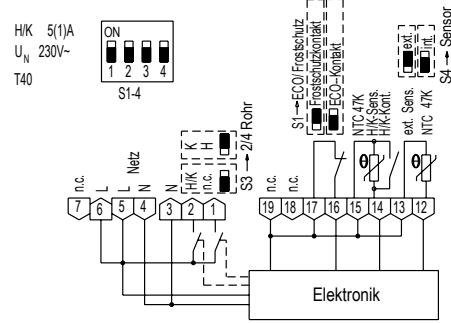 H/K 5(1)A
UN 230V~
T40
ON
1 2 3 4
S1-4
S1 → ECO/Frostschutz
Frostschutzkontakt
ECO-Kontakt
ext.
int.
S4 → Sensor
NTC 47K
H/K-Sens.
H/K-Kont.
ext. Sens.
NTC 47K
θ
θ
K H
H/K
n.c.
S3 → 2/4 Rohr
n.c.
L
L
Netz
N
N
n.c.
n.c.
7 6 5 4 3 2 1
19 18 17 16 15 14 13 12
Elektronik